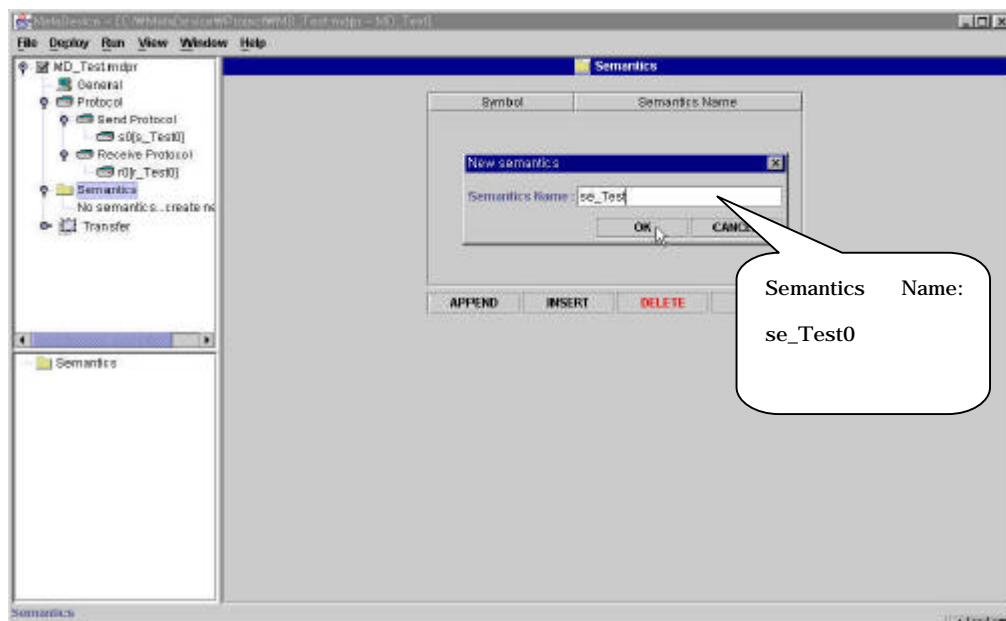 File Deploy Run View Window Help
MD_Test.mdpr
General
Protocol
Send Protocol
s0[s_Test0]
Receive Protocol
r0[r_Test0]
Semantics
No semantics...create ne
Transfer
Semantics
Symbol Semantics Name
New semantics
Semantics Name : se_Test
OK CANCE
APPEND INSERT DELETE
Semantics Name:
se_Test0
Semantics
Semantics